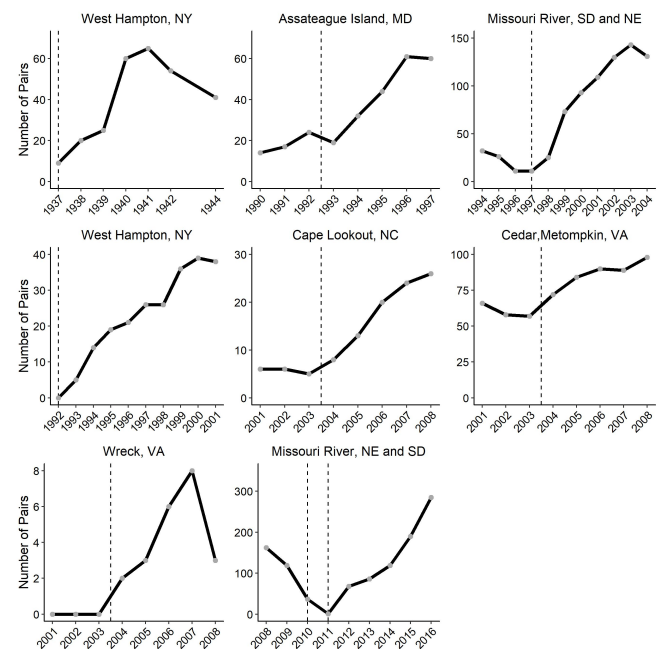 West Hampton, NY
Assateague Island, MD
Missouri River, SD and NE
Number of Pairs
60
40
20
0
60
40
20
0
150
100
50
0
1937 1938 1939 1940 1941 1942 1944
1990 1991 1992 1993 1994 1995 1996 1997
1994 1995 1996 1997 1998 1999 2000 2001 2002 2003 2004
West Hampton, NY
Cape Lookout, NC
Cedar,Metompkin, VA
Number of Pairs
40
30
20
10
0
30
20
10
0
100
75
50
25
0
1992 1993 1994 1995 1996 1997 1998 1999 2000 2001
2001 2002 2003 2004 2005 2006 2007 2008
2001 2002 2003 2004 2005 2006 2007 2008
Wreck, VA
Missouri River, NE and SD
Number of Pairs
8
6
4
2
0
300
200
100
0
2001 2002 2003 2004 2005 2006 2007 2008
2008 2009 2010 2011 2012 2013 2014 2015 2016